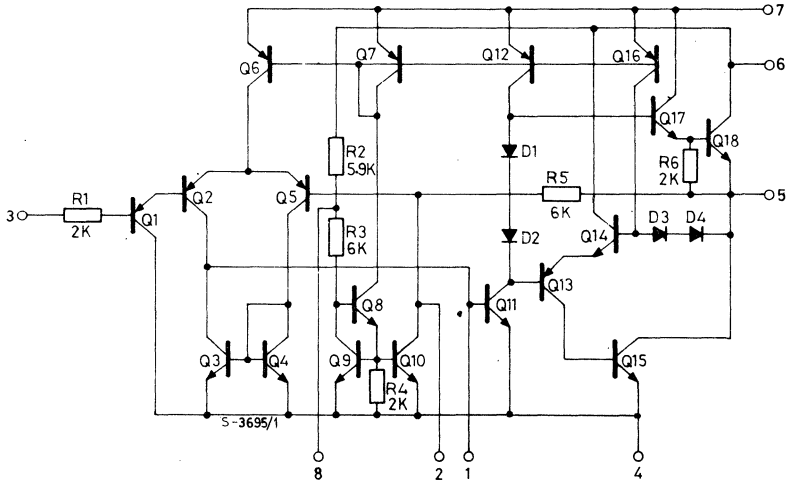 7
Q6
Q7
Q12
Q16
6
Q17
Q18
R2
5.9K
D1
R6
2K
R1
2K
3
Q1
Q2
Q5
R5
6K
5
R3
6K
D2
Q14
D3
D4
Q13
Q8
Q11
Q3
Q4
Q9
Q10
Q15
R4
2K
S-3695/1
8
2
1
4